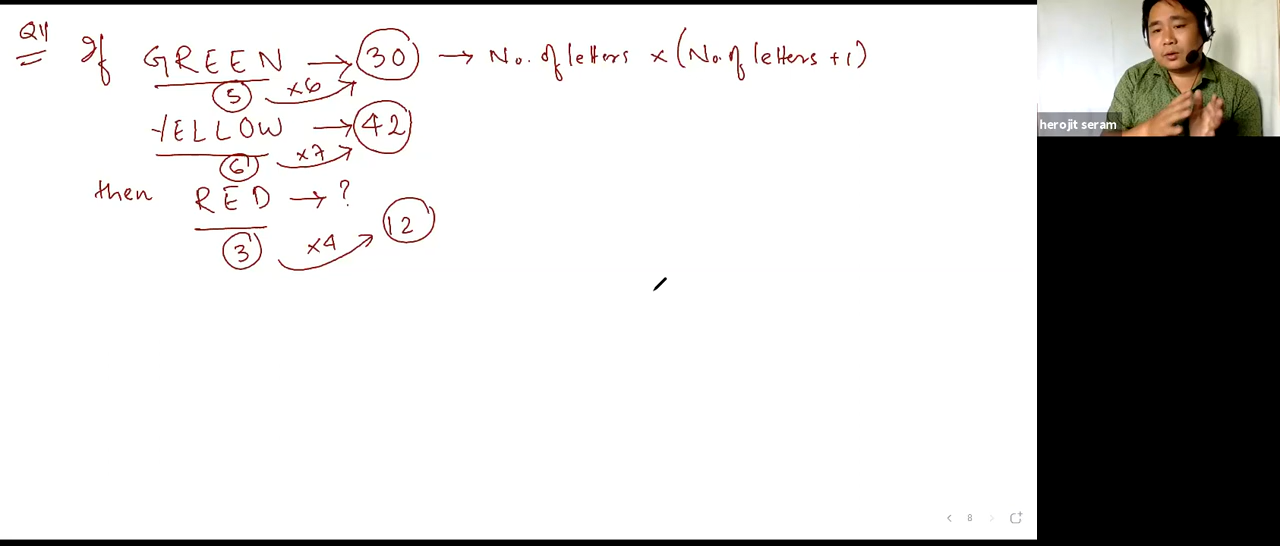 Q11 If GREEN → 30 → No. of letters × (No. of letters + 1)
5 ×6
YELLOW → 42
6 ×7
then RED → ?
3 ×4 12
herojit seram
8